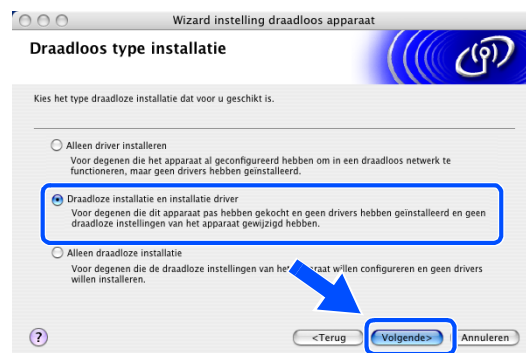 Wizard instelling draadloos apparaat
Draadloos type installatie
Kies het type draadloze installatie dat voor u geschikt is.
Alleen driver installeren
Voor degenen die het apparaat al geconfigureerd hebben om in een draadloos netwerk te
functioneren, maar geen drivers hebben geïnstalleerd.
Draadloze installatie en installatie driver
Voor degenen die dit apparaat pas hebben gekocht en geen drivers hebben geïnstalleerd en geen
draadloze instellingen van het apparaat gewijzigd hebben.
Alleen draadloze installatie
Voor degenen die de draadloze instellingen van het apparaat willen configureren en geen drivers
willen installeren.
?
<Terug
Volgende>
Annuleren